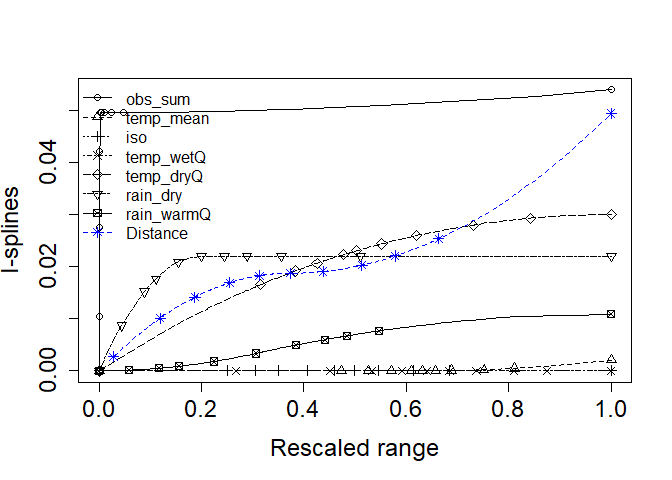 obs_sum
temp_mean
iso
temp_wetQ
temp_dryQ
rain_dry
rain_warmQ
Distance
I-splines
0.04
0.02
0.00
0.0 0.2 0.4 0.6 0.8 1.0
Rescaled range